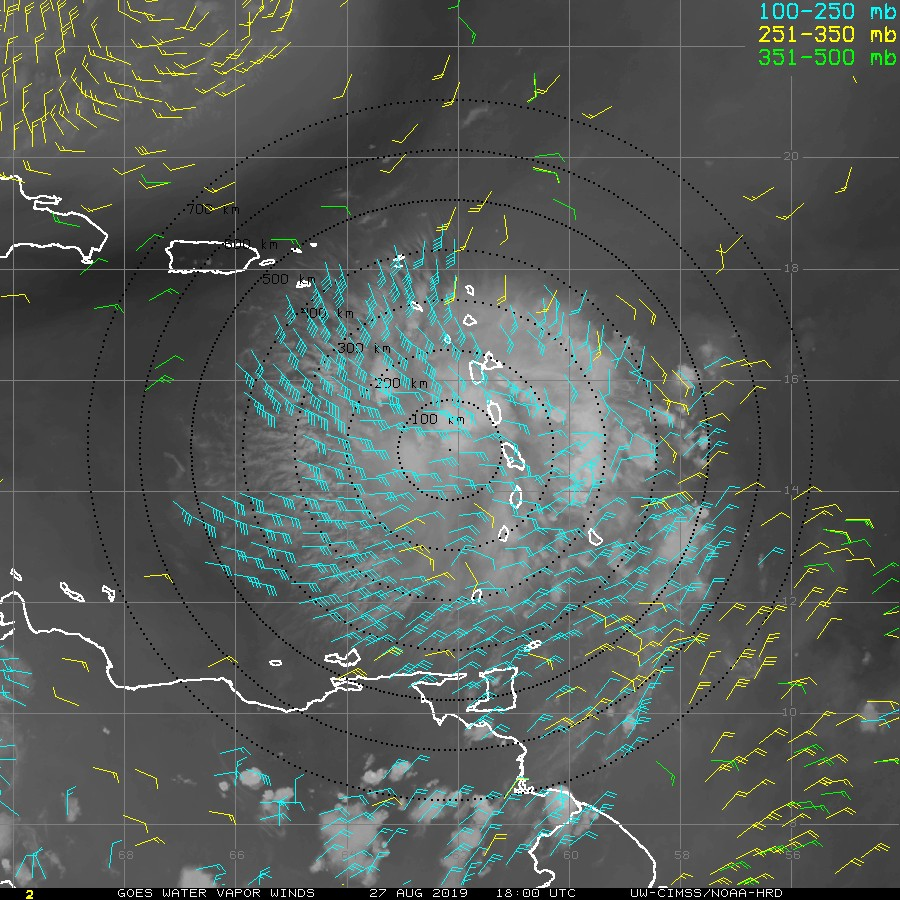 100-250 mb
251-350 mb
351-500 mb
20
700 km
600 km
18
500 km
400 km
300 km
16
200 km
100 km
14
12
10
8
68 66 64 62 60 58 56
2 GOES WATER VAPOR WINDS 27 AUG 2019 18:00 UTC UW-CIMSS/NOAA-HRD